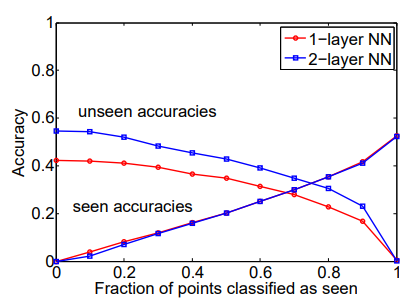 1
1-layer NN
2-layer NN
0.8
unseen accuracies
0.6
Accuracy
0.4
seen accuracies
0.2
0
0 0.2 0.4 0.6 0.8 1
Fraction of points classified as seen